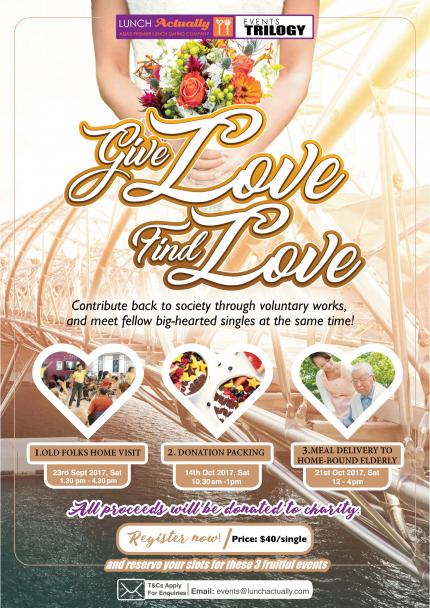 LUNCH Actually
ASIA'S PREMIER LUNCH DATING COMPANY
EVENTS
TRILOGY
Give Love
Find Love
Contribute back to society through voluntary works,
and meet fellow big-hearted singles at the same time!
1.OLD FOLKS HOME VISIT
23rd Sept 2017, Sat
1.30 pm - 4.30 pm
2. DONATION PACKING
14th Oct 2017, Sat
10.30am -1pm
3.MEAL DELIVERY TO
HOME-BOUND ELDERLY
21st Oct 2017, Sat
12 - 4pm
All proceeds will be donated to charity.
Register now! Price: $40/single
and reserve your slots for these 3 fruitful events
T&Cs Apply
For Enquiries
Email: events@lunchactually.com